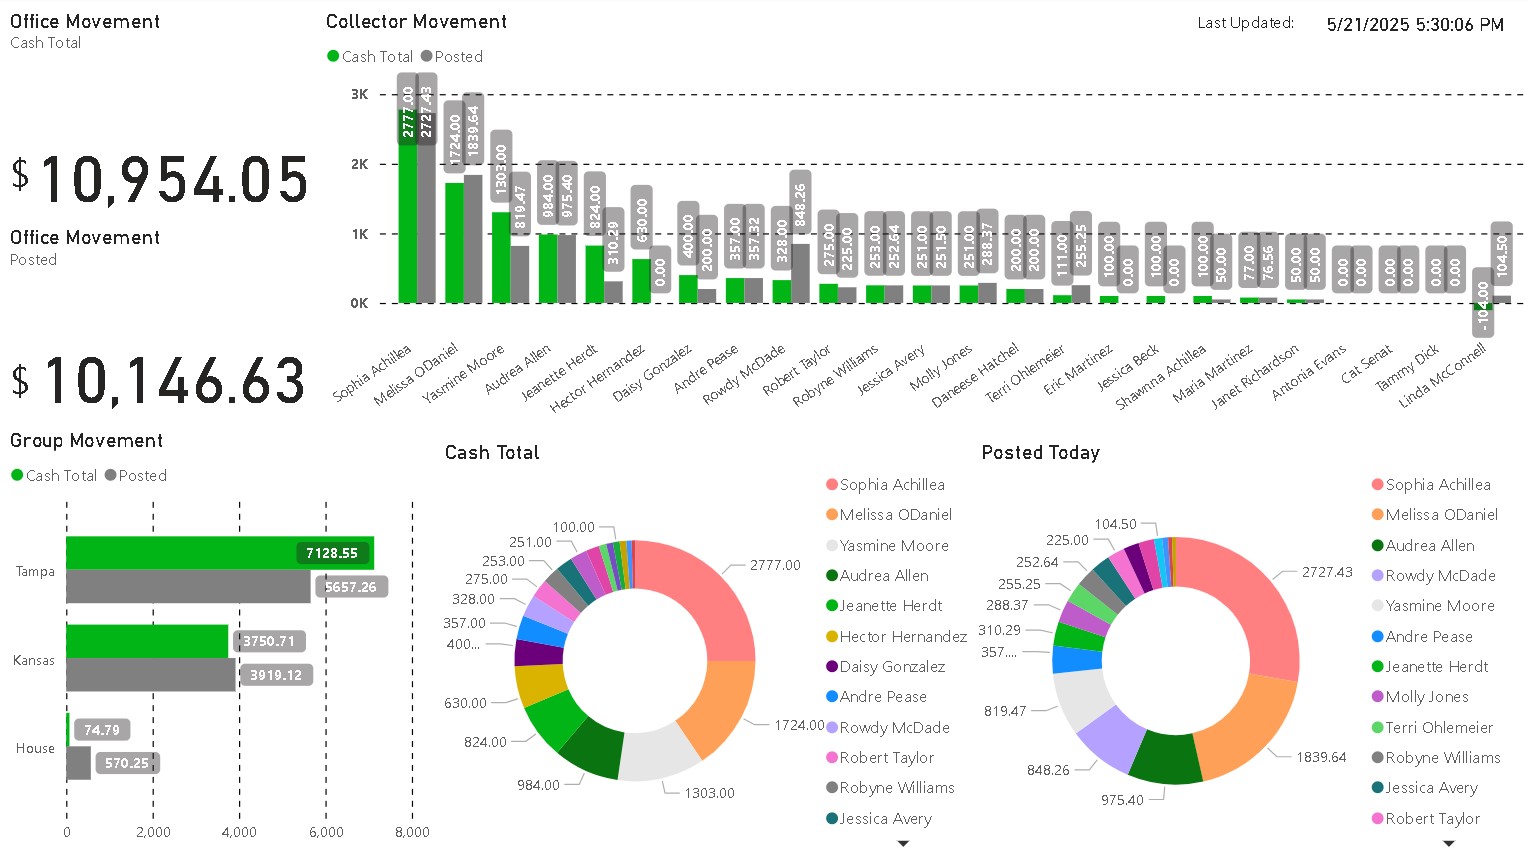 Office Movement
Cash Total
$ 10,954.05
Office Movement
Posted
$ 10,146.63
Collector Movement
Cash Total Posted
Last Updated: 5/21/2025 5:30:06 PM
3K
2K
1K
0K
2777.00 2727.43
1724.00 1839.64
1303.00 819.47
984.00 975.40
824.00 310.29
630.00 0.00
400.00 200.00
357.00 357.32
328.00 848.26
275.00 225.00
253.00 252.64
251.00 251.50
251.00 288.37
200.00 200.00
111.00 255.25
100.00 0.00
100.00 0.00
100.00 50.00
77.00 76.56
50.00 50.00
0.00 0.00
0.00 0.00
0.00 0.00
-104.00 104.50
Sophia Achillea
Melissa ODaniel
Yasmine Moore
Audrea Allen
Jeanette Herdt
Hector Hernandez
Daisy Gonzalez
Andre Pease
Rowdy McDade
Robert Taylor
Robyne Williams
Jessica Avery
Molly Jones
Daneese Hatchel
Terri Ohlemeier
Eric Martinez
Jessica Beck
Shawnna Achillea
Maria Martinez
Janet Richardson
Antonia Evans
Cat Senat
Tammy Dick
Linda McConnell
Group Movement
Cash Total Posted
Tampa
7128.55
5657.26
Kansas
3750.71
3919.12
House
74.79
570.25
0 2,000 4,000 6,000 8,000
Cash Total
100.00
251.00
253.00
275.00
328.00
357.00
400...
630.00
824.00
984.00
1303.00
1724.00
2777.00
Sophia Achillea
Melissa ODaniel
Yasmine Moore
Audrea Allen
Jeanette Herdt
Hector Hernandez
Daisy Gonzalez
Andre Pease
Rowdy McDade
Robert Taylor
Robyne Williams
Jessica Avery
Posted Today
104.50
225.00
252.64
255.25
288.37
310.29
357....
819.47
848.26
975.40
1839.64
2727.43
Sophia Achillea
Melissa ODaniel
Audrea Allen
Rowdy McDade
Yasmine Moore
Andre Pease
Jeanette Herdt
Molly Jones
Terri Ohlemeier
Robyne Williams
Jessica Avery
Robert Taylor